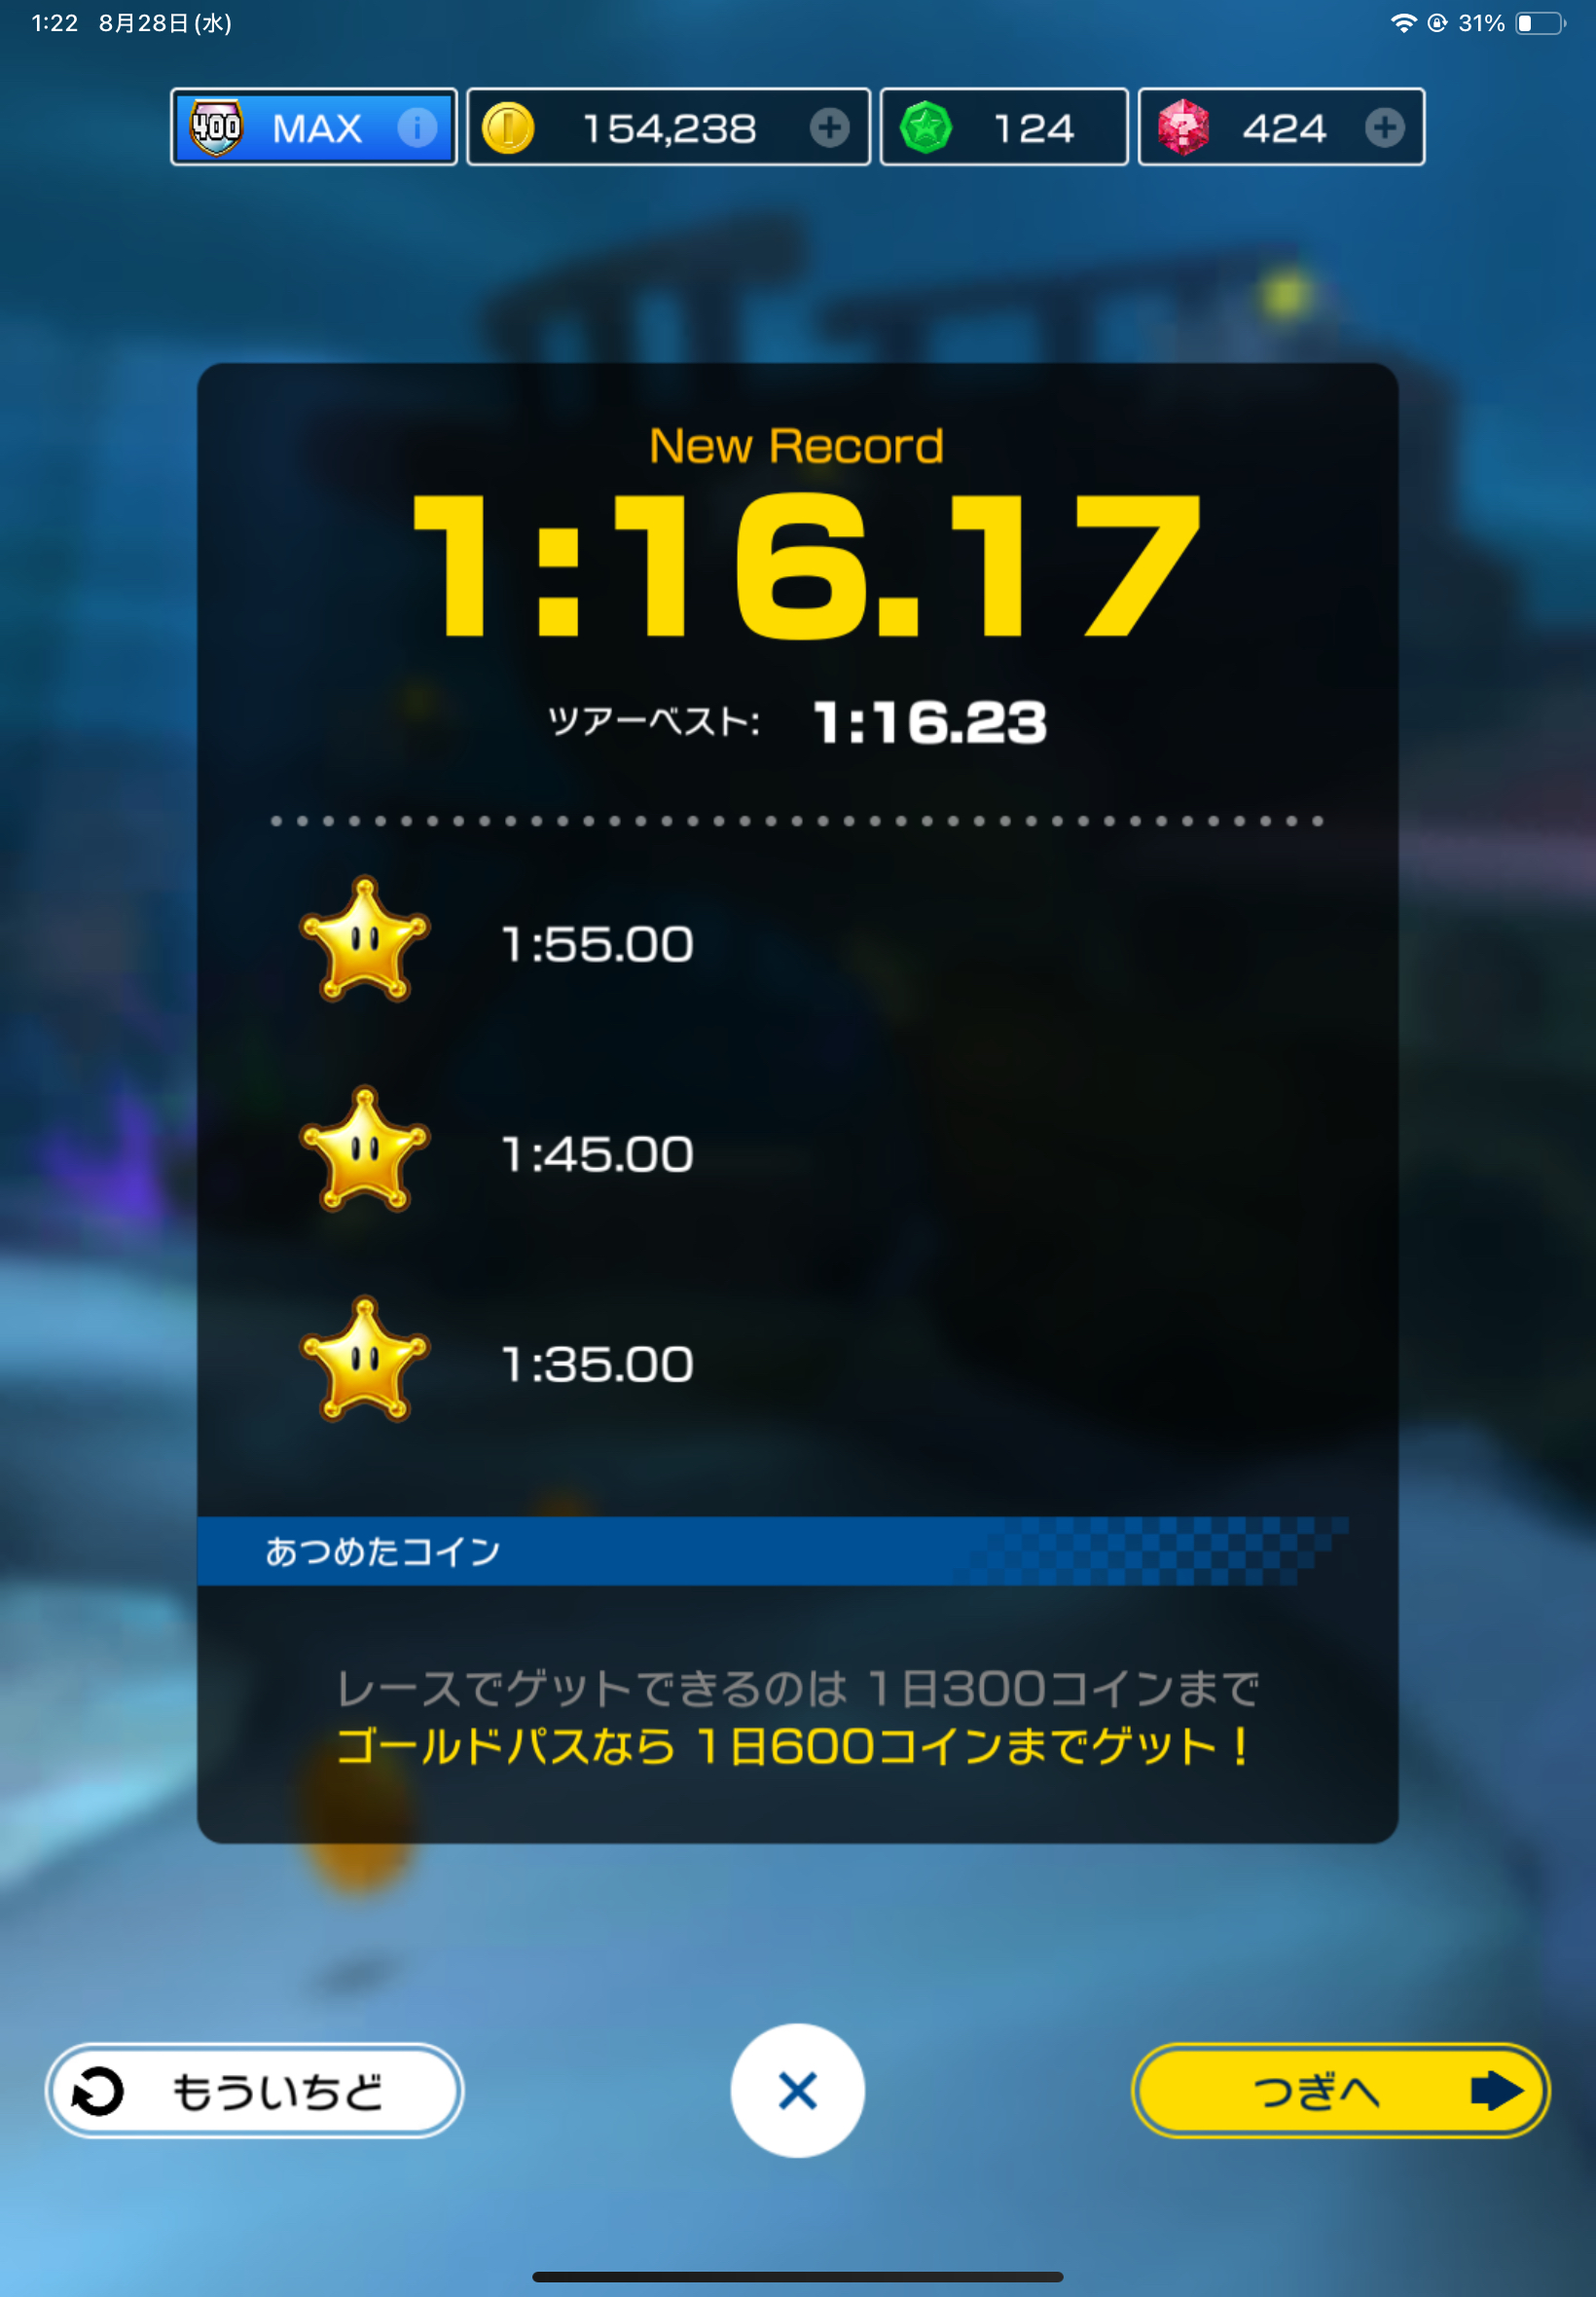 1:22 8月28日(水)
31%
400 MAX i
154,238
124
? 424
New Record
1:16.17
ツアーベスト: 1:16.23
1:55.00
1:45.00
1:35.00
あつめたコイン
レースでゲットできるのは 1日300コインまで
ゴールドパスなら 1日600コインまでゲット!
もういちど
つぎへ